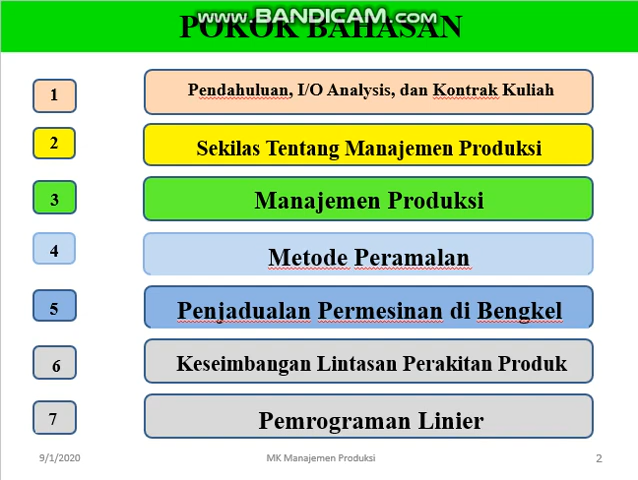 www.BANDICAM.com
POKOK BAHASAN
1
Pendahuluan, I/O Analysis, dan Kontrak Kuliah
2
Sekilas Tentang Manajemen Produksi
3
Manajemen Produksi
4
Metode Peramalan
5
Penjadualan Permesinan di Bengkel
6
Keseimbangan Lintasan Perakitan Produk
7
Pemrograman Linier
9/1/2020
MK Manajemen Produksi
2